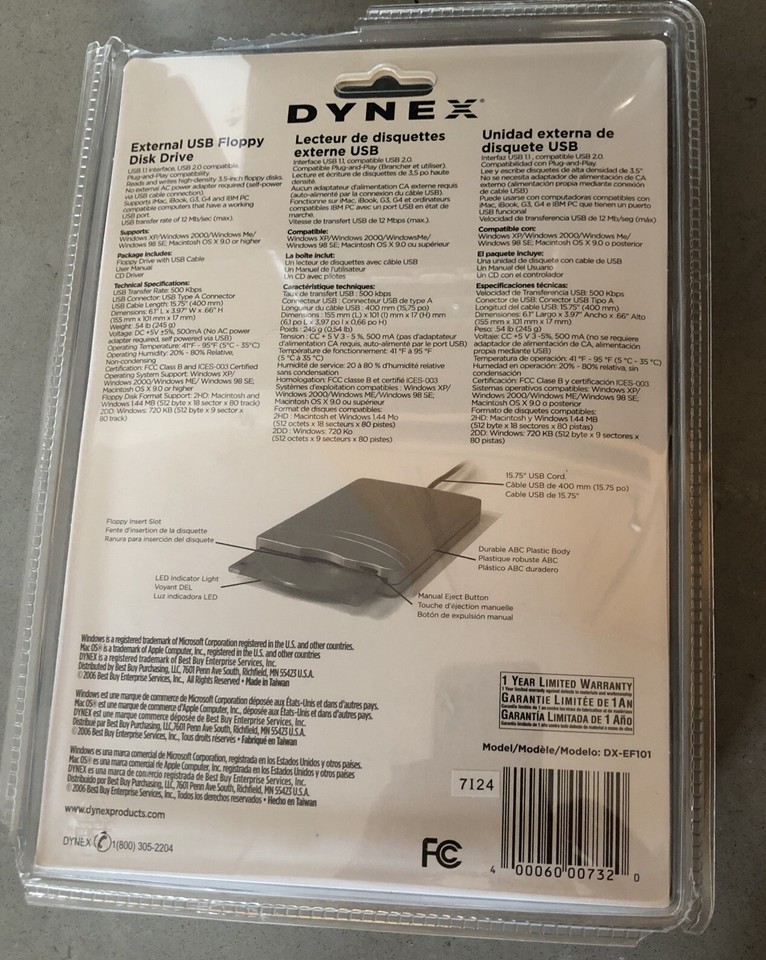 DYNEX®
External USB Floppy
Disk Drive
USB 1.1 interface, USB 2.0 compatible.
Plug-and-Play compatibility.
Reads and writes high-density 3.5-inch floppy disks.
No external AC power adapter required (self-power
via USB cable connection).
Supports iMac, iBook, G3, G4 and IBM PC
compatible computers that have a working
USB port.
USB transfer rate of 12 Mb/sec (max.).
Supports:
Windows XP/Windows 2000/Windows Me/
Windows 98 SE; Macintosh OS X 9.0 or higher
Package Includes:
Floppy Drive with USB Cable
User Manual
CD Driver
Technical Specifications:
USB Transfer Rate: 500 Kbps
USB Connector: USB Type A Connector
USB Cable Length: 15.75" (400 mm)
Dimensions: 6.1" L x 3.97" W x .66" H
(155 mm x 101 mm x 17 mm)
Weight: .54 lb (245 g)
Voltage: DC +5V ±5%, 500mA (No AC power
adapter required, self powered via USB)
Operating Temperature: 41°F - 95°F (5°C - 35°C)
Operating Humidity: 20% - 80% Relative,
Non-condensing
Certification: FCC Class B and ICES-003 Certified
Operating System Support: Windows XP/
Windows 2000/Windows ME/ Windows 98 SE;
Macintosh OS X 9.0 or higher
Floppy Disk Format Support: 2HD: Macintosh and
Windows 1.44 MB (512 byte x 18 sector x 80 track)
2DD: Windows: 720 KB (512 byte x 9 sector x
80 track)
Lecteur de disquettes
externe USB
Interface USB 1.1, compatible USB 2.0.
Compatible Plug-and-Play (Brancher et utiliser).
Lecture et écriture de disquettes de 3,5 po haute
densité.
Aucun adaptateur d'alimentation CA externe requis
(auto-alimenté par la connexion du câble USB).
Fonctionne sur iMac, iBook, G3, G4 et ordinateurs
compatibles IBM PC avec un port USB en état de
marche.
Vitesse de transfert USB de 12 Mbps (max.).
Compatible:
Windows XP/Windows 2000/WindowsMe/
Windows 98 SE; Macintosh OS X 9.0 ou supérieur
La boîte inclut:
Un lecteur de disquettes avec câble USB
Un Manuel de l'utilisateur
Un CD avec pilotes
Caractéristique techniques:
Taux de transfert USB : 500 kbps
Connecteur USB : Connecteur USB de type A
Longueur du câble USB : 400 mm (15,75 po)
Dimensions : 155 mm (L) x 101 (l) mm x 17 (H) mm
(6,1 po L x 3,97 po l x 0,66 po H)
Poids : 245 g (0,54 lb)
Tension : CC + 5 V 3 - 5 %, 500 mA (pas d'adaptateur
d'alimentation CA requis, auto-alimenté par le port USB)
Température de fonctionnement: 41 °F à 95 °F
(5 °C à 35 °C)
Humidité de service: 20 à 80 % d'humidité relative
sans condensation
Homologation: FCC classe B et certifié ICES-003
Systèmes d'exploitation compatibles : Windows XP/
Windows 2000/Windows ME/Windows 98 SE;
Macintosh OS X 9.0 ou supérieur
Format de disques compatibles:
2HD : Macintosh et Windows 1.44 Mo
(512 octets x 18 secteurs x 80 pistes)
2DD : Windows: 720 Ko
(512 octets x 9 secteurs x 80 pistes)
Unidad externa de
disquete USB
Interfaz USB 1.1 , compatible USB 2.0.
Compatibilidad con Plug-and-Play.
Lee y escribe disquetes de alta densidad de 3.5"
No se necesita adaptador de alimentación de CA
externo (alimentación propia mediante conexión
de cable USB)
Puede usarse con computadoras compatibles con
iMac, iBook, G3, G4 e IBM PC que tienen un puerto
USB funcional
Velocidad de transferencia USB de 12 Mb/seg (máx)
Compatible con:
Windows XP/Windows 2000/Windows Me/
Windows 98 SE; Macintosh OS X 9.0 o posterior
El paquete Incluye:
Una unidad de disquete con cable de USB
Un Manual del Usuario
Un CD con el controlador
Especificaciones técnicas:
Velocidad de Transferencia USB: 500 Kbps
Conector de USB: Conector USB Tipo A
Longitud del cable USB: 15.75" (400 mm)
Dimensiones: 6.1" Largo x 3.97" Ancho x .66" Alto
(155 mm x 101 mm x 17 mm)
Peso: .54 lb (245 g)
Voltaje: CC +5 V 3 -5%, 500 mA (no se requiere
adaptador de alimentación de CA, alimentación
propia mediante USB)
Temperatura de operación: 41 °F - 95 °F (5 °C - 35 °C)
Humedad en operación: 20% - 80% relativa, sin
condensación
Certificación: FCC Clase B y certificación ICES-003
Sistemas operativos compatibles: Windows XP/
Windows 2000/Windows ME/Windows 98 SE;
Macintosh OS X 9.0 o posterior
Formato de disquetes compatibles:
2HD: Macintosh y Windows 1.44 MB
(512 byte x 18 sectores x 80 pistas)
2DD: Windows: 720 KB (512 byte x 9 sectores x
80 pistas)
15.75" USB Cord.
Câble USB de 400 mm (15.75 po)
Cable USB de 15.75"
Floppy Insert Slot
Fente d'insertion de la disquette
Ranura para inserción del disquete
Durable ABC Plastic Body
Plastique robuste ABC
Plástico ABC duradero
LED Indicator Light
Voyant DEL
Luz indicadora LED
Manual Eject Button
Touche d'éjection manuelle
Botón de expulsión manual
Windows is a registered trademark of Microsoft Corporation registered in the U.S. and other countries.
Mac OS® is a trademark of Apple Computer, Inc., registered in the U.S. and other countries
DYNEX is a registered trademark of Best Buy Enterprise Services, Inc.
Distributed by Best Buy Purchasing, LLC, 7601 Penn Ave South, Richfield, MN 55423 U.S.A.
© 2006 Best Buy Enterprise Services, Inc., All Rights Reserved • Made in Taiwan
Windows est une marque de commerce de Microsoft Corporation déposée aux États-Unis et dans d'autres pays.
Mac OS® est une marque de commerce d'Apple Computer, Inc., déposée aux États-Unis et dans d'autres pays.
DYNEX est une marque commerce déposée de Best Buy Enterprise Services, Inc.
Distribué par Best Buy Purchasing, LLC,7601 Penn Ave South, Richfield, MN 55423 U.S.A.
© 2006 Best Buy Enterprise Services, Inc., Tous droits réservés • Fabriqué en Taiwan
Windows es una marca comercial de Microsoft Corporation, registrada en los Estados Unidos y otros países.
Mac OS® es una marca comercial de Apple Computer, Inc., registrada en los Estados Unidos y otros países
DYNEX es una marca de comercio registrada de Best Buy Enterprise Services, Inc.
Distribuido por Best Buy Purchasing, LLC, 7601 Penn Ave South, Richfield, MN 55423 U.S.A.
© 2006 Best Buy Enterprise Services, Inc., Todos los derechos reservados • Hecho en Taiwan
www.dynexproducts.com
DYNEX 1(800) 305-2204
1 YEAR LIMITED WARRANTY
1 Year limited warranty against defects in materials and workmanship.
GARANTIE LIMITÉE DE 1 AN
GARANTÍA LIMITADA DE 1 AÑO
Model/Modèle/Modelo: DX-EF101
7124
FC
4 00060 00732 0